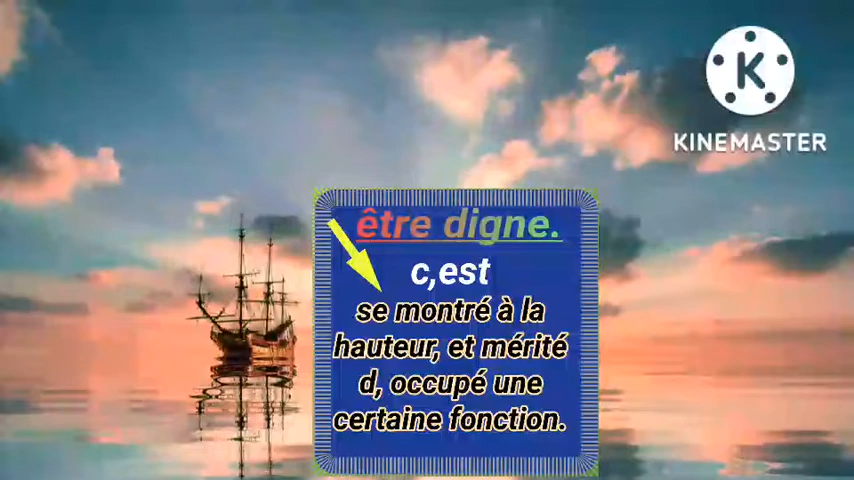 K
KINEMASTER
être digne.
c,est
se montré à la
hauteur, et mérité
d, occupé une
certaine fonction.